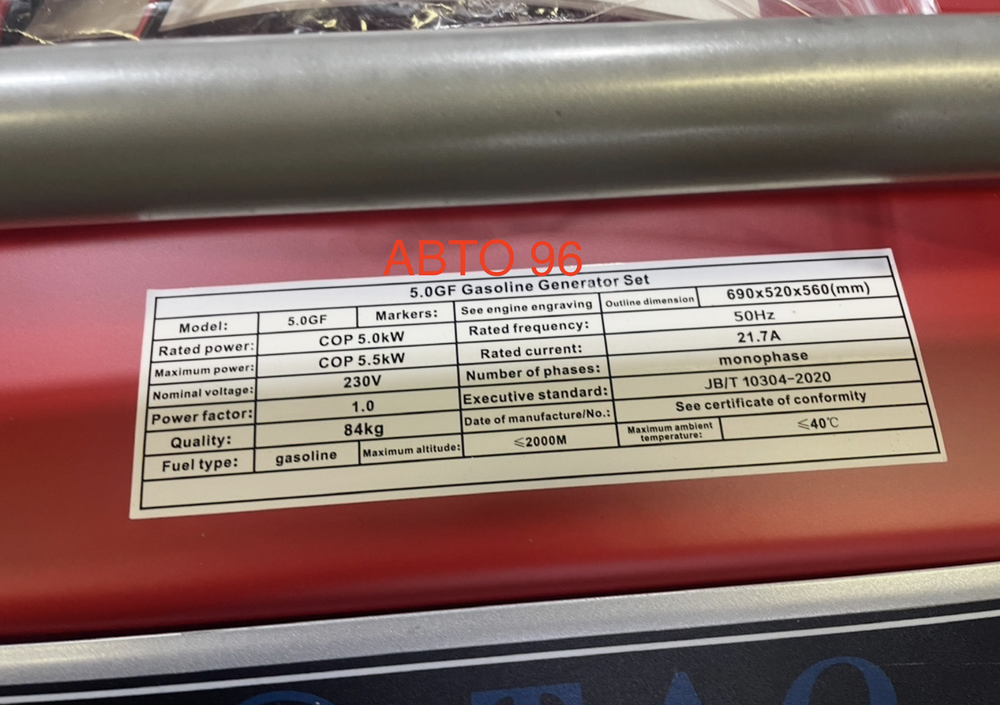 АВТО 96
5.0GF Gasoline Generator Set
Model: 5.0GF Markers: See engine engraving Outline dimension 690x520x560(mm)
Rated power: COP 5.0kW Rated frequency: 50Hz
Maximum power: COP 5.5kW Rated current: 21.7A
Nominal voltage: 230V Number of phases: monophase
Power factor: 1.0 Executive standard: JB/T 10304-2020
Quality: 84kg Date of manufacture/No.: See certificate of conformity
Fuel type: gasoline Maximum altitude: ≤2000M Maximum ambient temperature: ≤40℃